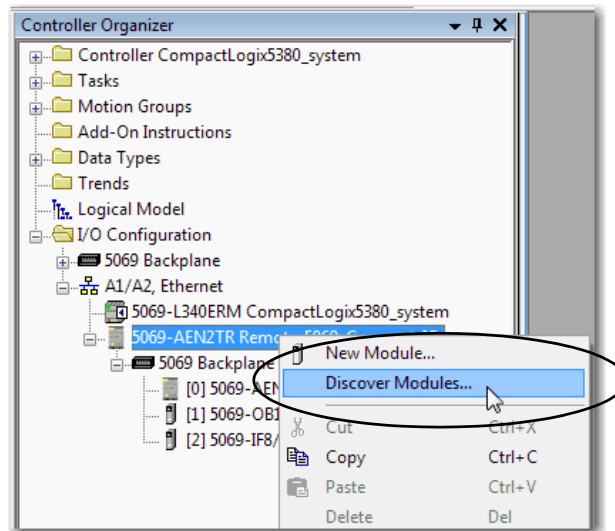 Controller Organizer
Controller CompactLogix5380_system
Tasks
Motion Groups
Add-On Instructions
Data Types
Trends
Logical Model
I/O Configuration
5069 Backplane
A1/A2, Ethernet
5069-L340ERM CompactLogix5380_system
5069-AEN2TR
5069 Backplane
[0] 5069-AEN
[1] 5069-OB1
[2] 5069-IF8/
New Module...
Discover Modules...
Cut Ctrl+X
Copy Ctrl+C
Paste Ctrl+V
Delete Del